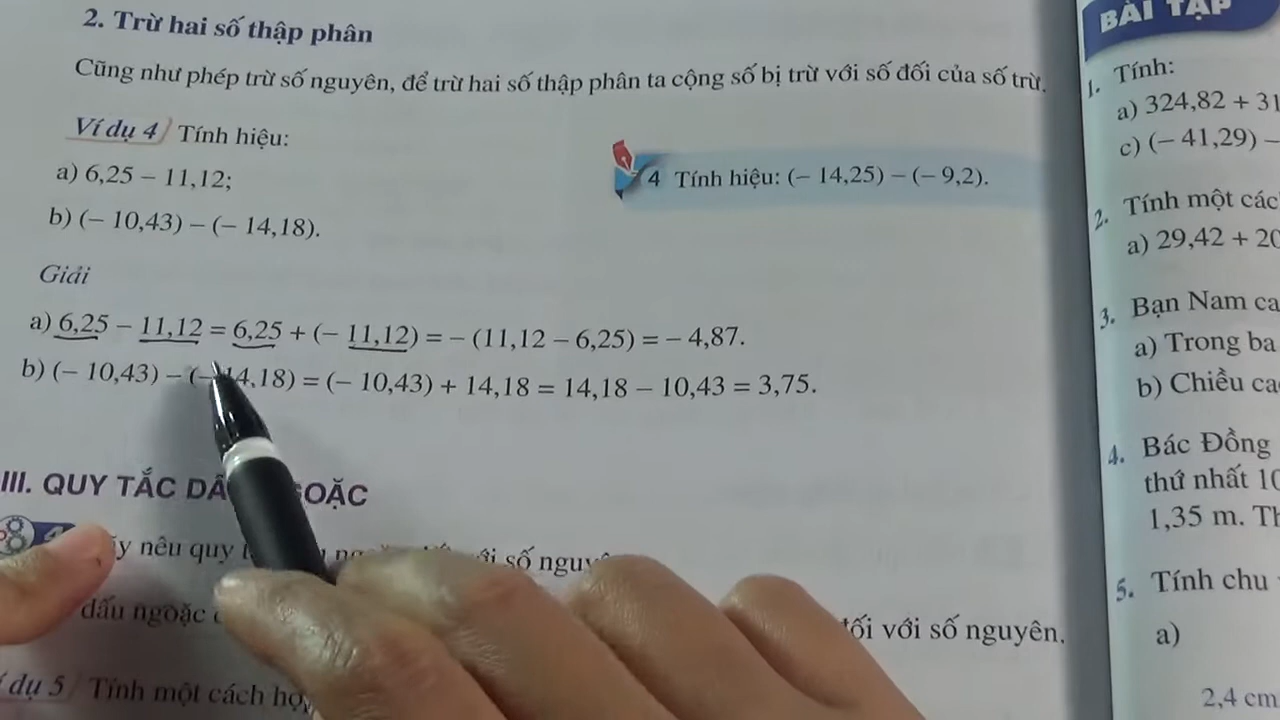 2. Trừ hai số thập phân
Cũng như phép trừ số nguyên, để trừ hai số thập phân ta cộng số bị trừ với số đối của số trừ.
Ví dụ 4 Tính hiệu:
a) 6,25 – 11,12;
b) (– 10,43) – (– 14,18).
4 Tính hiệu: (– 14,25) – (– 9,2).
Giải
a) 6,25 – 11,12 = 6,25 + (– 11,12) = – (11,12 – 6,25) = – 4,87.
b) (– 10,43) – (– 14,18) = (– 10,43) + 14,18 = 14,18 – 10,43 = 3,75.
III. QUY TẮC DẤ OẶC
nêu quy với số
dấu ngoặc đối với số nguyên.
dụ 5 Tính một cách
BÀI TẬP
1. Tính:
a) 324,82 + 31
c) (– 41,29) –
2. Tính một các
a) 29,42 + 20
3. Bạn Nam ca
a) Trong ba
b) Chiều ca
4. Bác Đồng
thứ nhất 10
1,35 m. Th
5. Tính chu
a)
2,4 cm